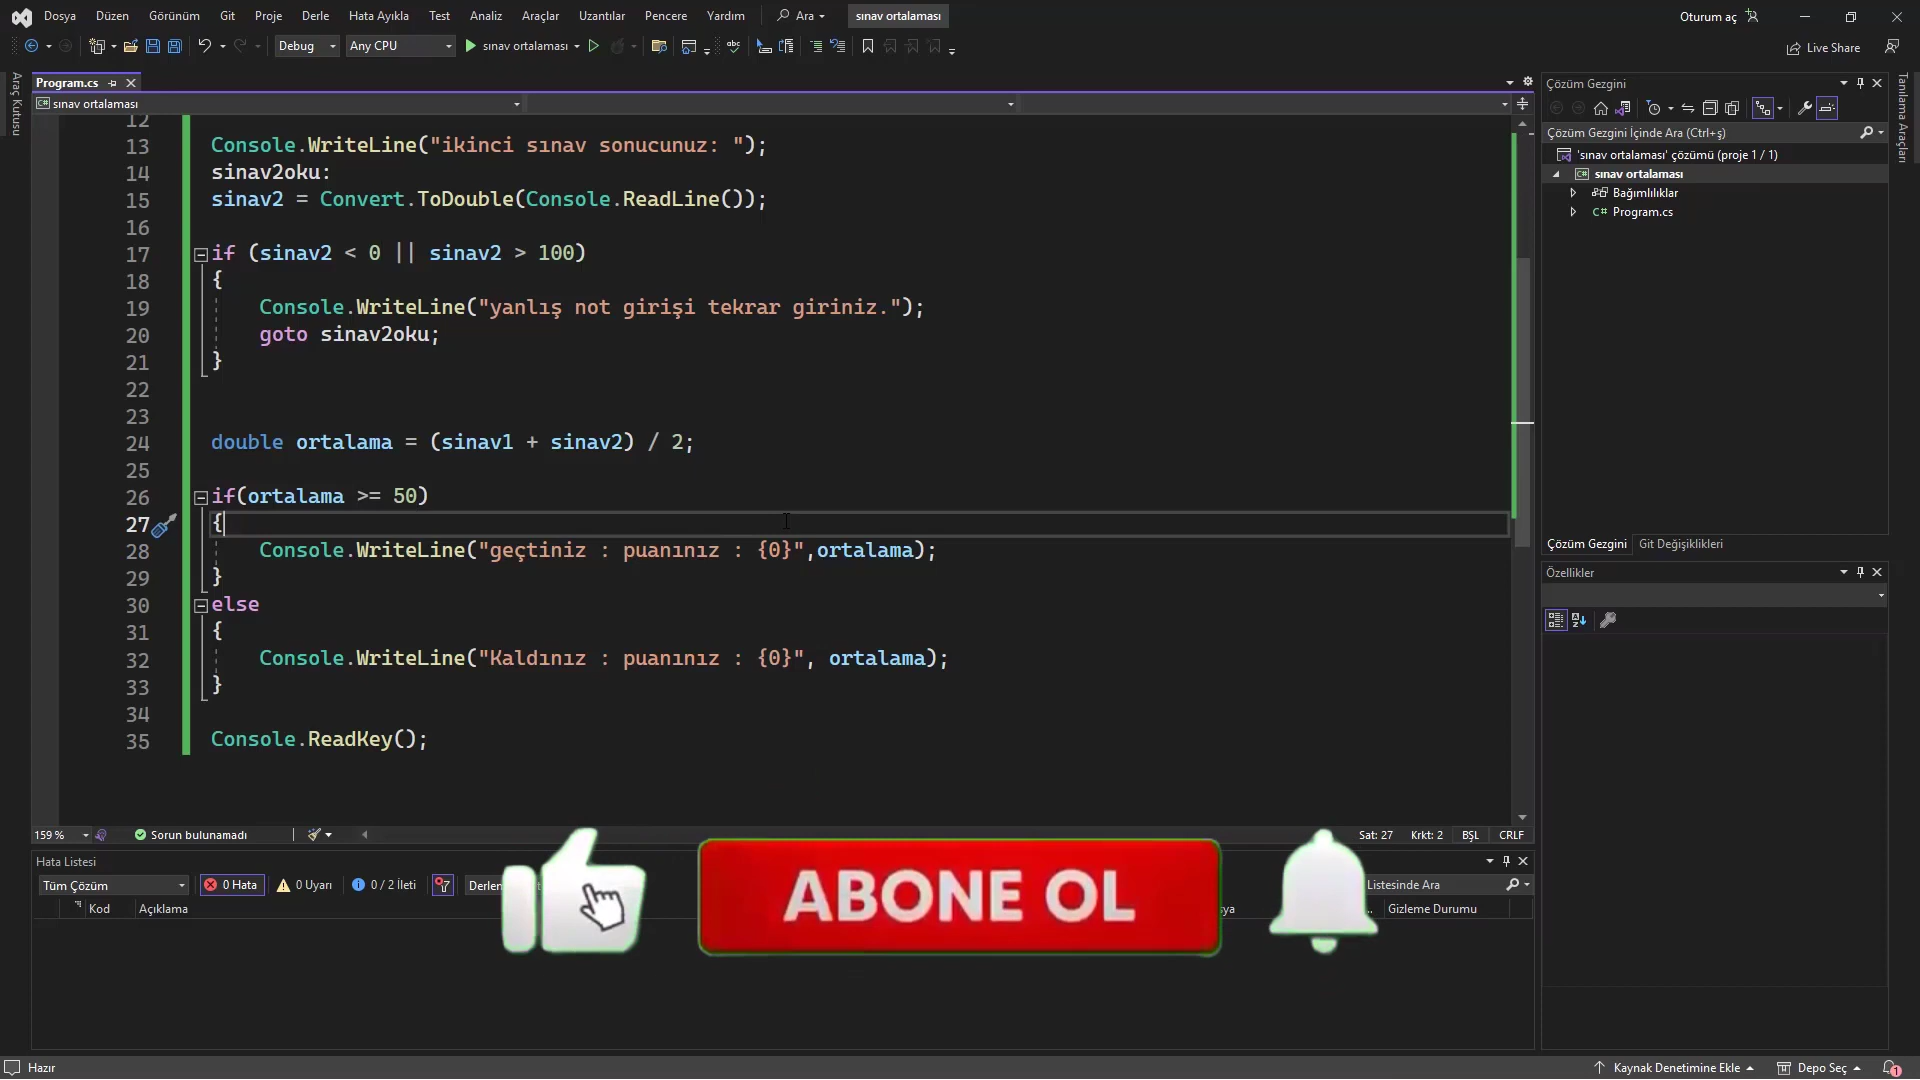 Dosya Düzen Görünüm Git Proje Derle Hata Ayıkla Test Analiz Araçlar Uzantılar Pencere Yardım Ara sınav ortalaması Oturum aç
Debug Any CPU sınav ortalaması Live Share
Araç Kutusu
Program.cs
sınav ortalaması
12
13 Console.WriteLine("ikinci sınav sonucunuz: ");
14 sinav2oku:
15 sinav2 = Convert.ToDouble(Console.ReadLine());
16
17 if (sinav2 < 0 || sinav2 > 100)
18 {
19 Console.WriteLine("yanlış not girişi tekrar giriniz.");
20 goto sinav2oku;
21 }
22
23
24 double ortalama = (sinav1 + sinav2) / 2;
25
26 if(ortalama >= 50)
27 {
28 Console.WriteLine("geçtiniz : puanınız : {0}",ortalama);
29 }
30 else
31 {
32 Console.WriteLine("Kaldınız : puanınız : {0}", ortalama);
33 }
34
35 Console.ReadKey();
159 % Sorun bulunamadı Sat: 27 Krkt: 2 BŞL CRLF
Hata Listesi
Tüm Çözüm 0 Hata 0 Uyarı 0 / 2 İleti Listesinde Ara
Kod Açıklama Gizleme Durumu
ABONE OL
Çözüm Gezgini
Çözüm Gezgini İçinde Ara (Ctrl+ş)
'sınav ortalaması' çözümü (proje 1 / 1)
sınav ortalaması
Bağımlılıklar
C# Program.cs
Çözüm Gezgini Git Değişiklikleri
Özellikler
Tanılama Araçları
Hazır Kaynak Denetimine Ekle Depo Seç 1